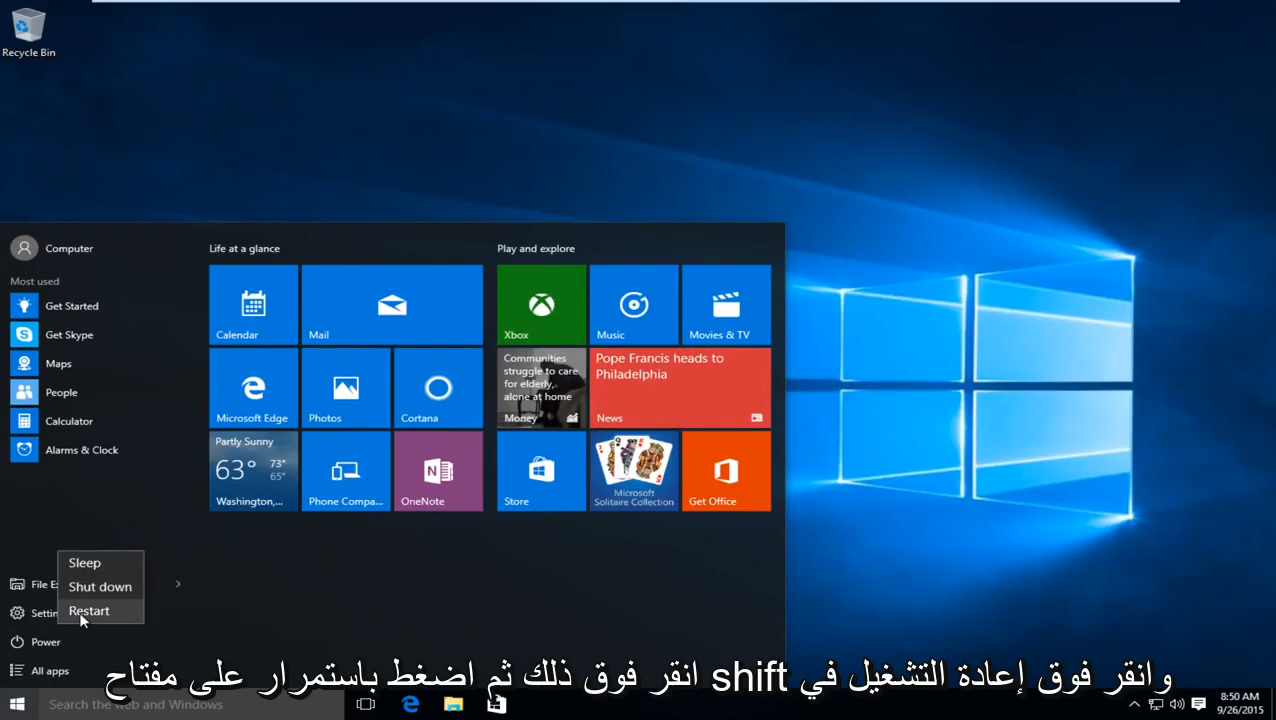 Recycle Bin
Computer
Most used
Get Started
Get Skype
Maps
People
Calculator
Alarms & Clock
Sleep
Shut down
Restart
File E
Settin
Power
All apps
Life at a glance
Calendar
Mail
Microsoft Edge
Photos
Cortana
Partly Sunny
63° 73° 65°
Washington,...
Phone Compa...
OneNote
Play and explore
Xbox
Music
Movies & TV
Communities
struggle to care
for elderly,
alone at home
Money
Pope Francis heads to
Philadelphia
News
Store
Microsoft
Solitaire Collection
Get Office
انقر فوق ذلك ثم اضغط باستمرار على مفتاح shift وانقر فوق إعادة التشغيل في
Search the web and Windows
8:50 AM
9/26/2015